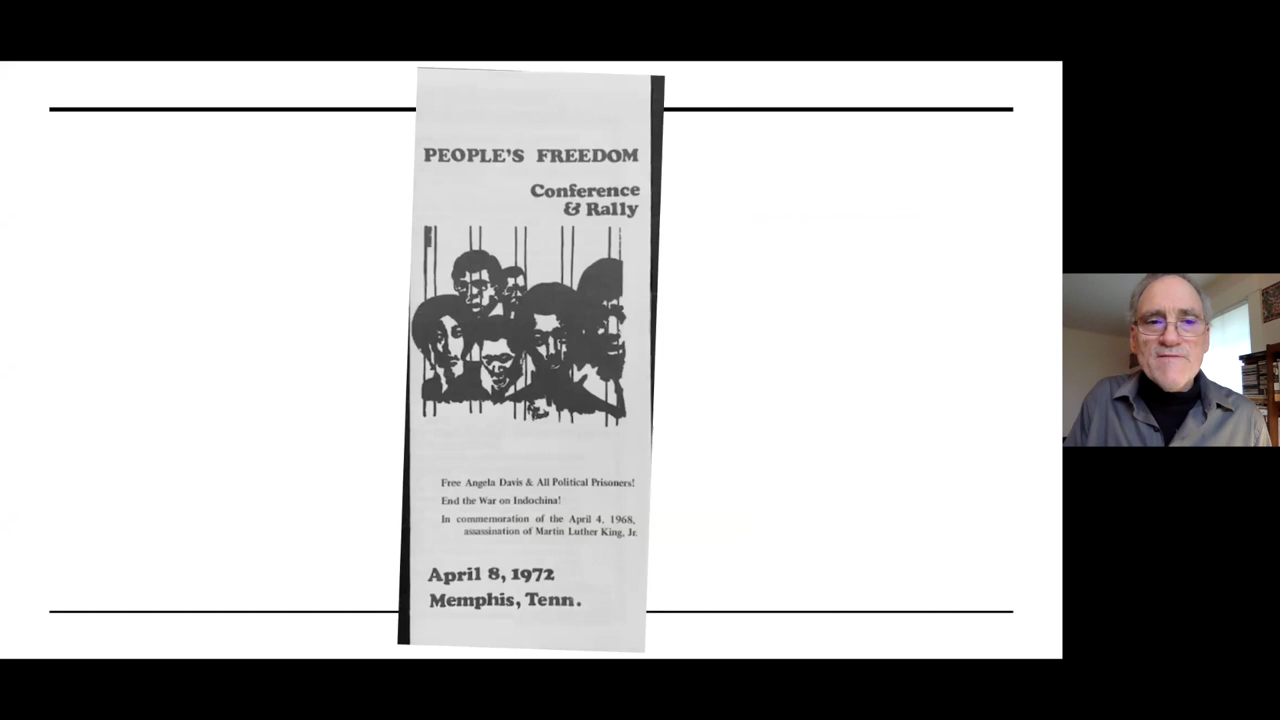 PEOPLE'S FREEDOM
Conference
& Rally
Free Angela Davis & All Political Prisoners!
End the War on Indochina!
In commemoration of the April 4, 1968,
assassination of Martin Luther King, Jr.
April 8, 1972
Memphis, Tenn.